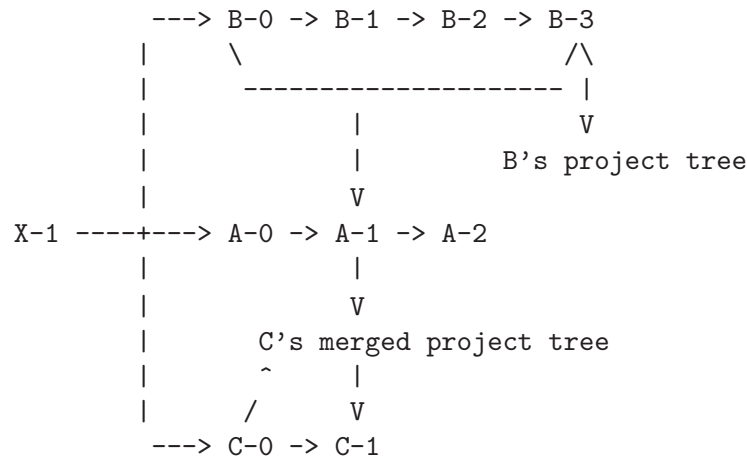 ---> B-0 -> B-1 -> B-2 -> B-3
| \ /\
| --------------------- |
| | V
| | B’s project tree
| V
X-1 ----+---> A-0 -> A-1 -> A-2
| |
| V
| C’s merged project tree
| ^ |
| / V
---> C-0 -> C-1